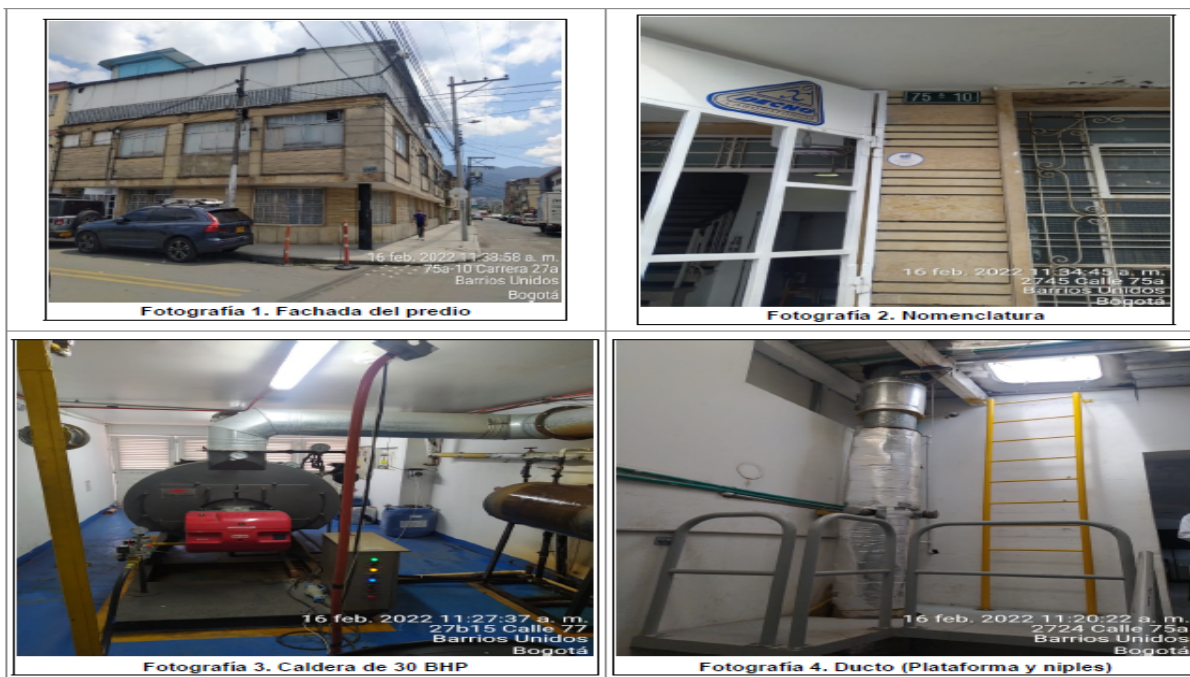 16 feb. 2022 11:38:58 a. m.
75a-10 Carrera 27a
Barrios Unidos
Bogotá
Fotografía 1. Fachada del predio
75 - 10
16 feb. 2022 11:34:45 a. m.
2745 Calle 75a
Barrios Unidos
Bogotá
Fotografía 2. Nomenclatura
16 feb. 2022 11:27:37 a. m.
27b15 Calle 77
Barrios Unidos
Bogotá
Fotografía 3. Caldera de 30 BHP
16 feb. 2022 11:20:22 a. m.
2724 Calle 75a
Barrios Unidos
Bogotá
Fotografía 4. Ducto (Plataforma y niples)